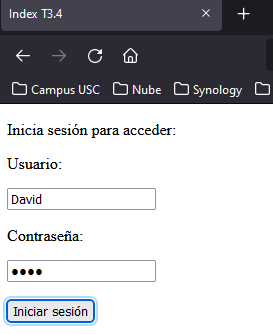 Index T3.4
Campus USC Nube Synology
Inicia sesión para acceder:
Usuario:
David
Contraseña:
••••
Iniciar sesión